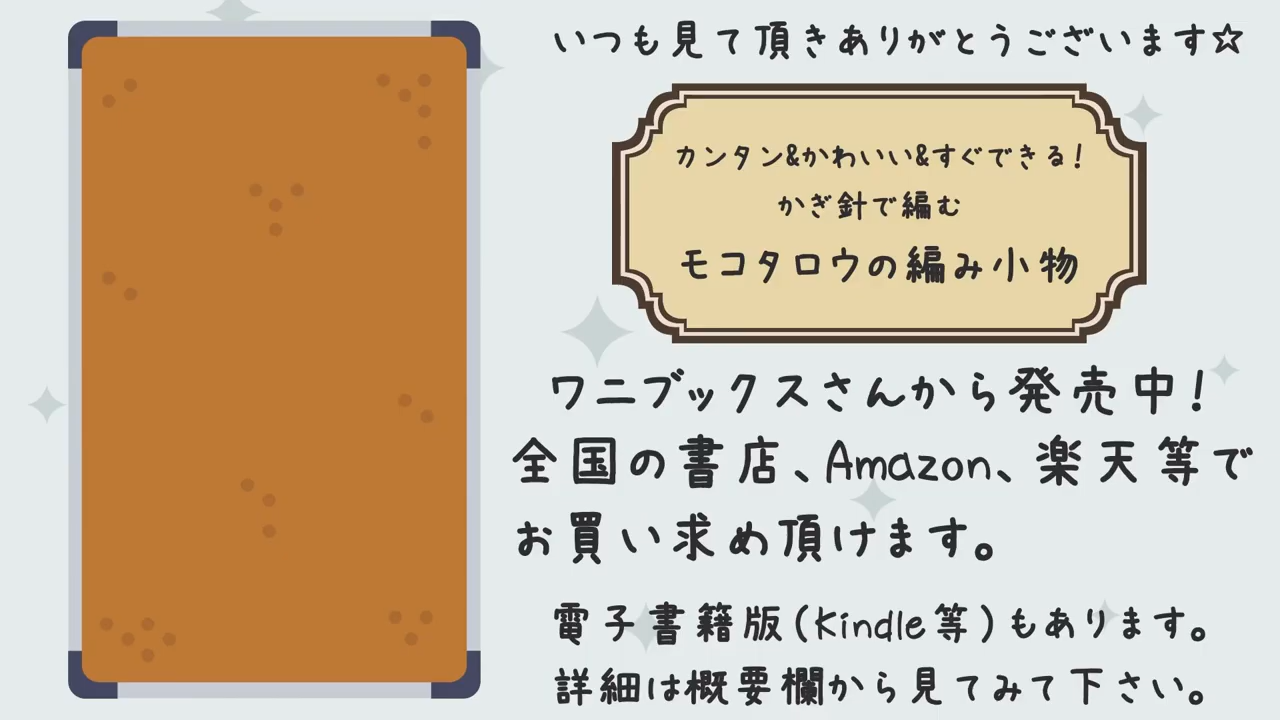 いつも見て頂きありがとうございます☆
カンタン&かわいい&すぐできる!
かぎ針で編む
モコタロウの編み小物
ワニブックスさんから発売中!
全国の書店、Amazon、楽天等で
お買い求め頂けます。
電子書籍版(Kindle等)もあります。
詳細は概要欄から見てみて下さい。